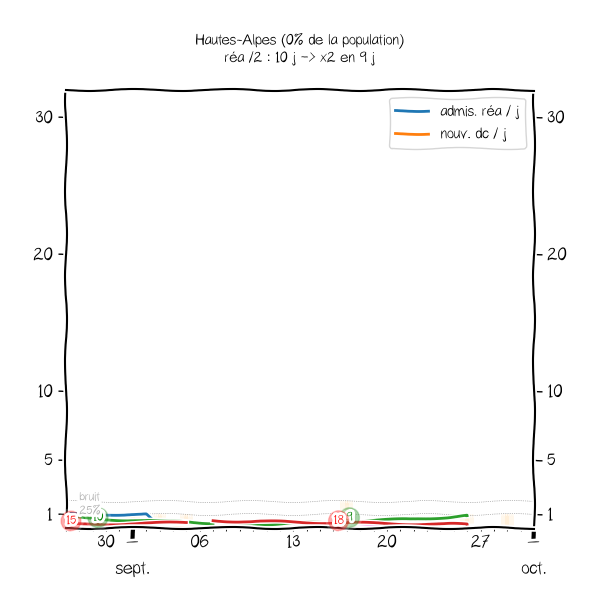 Hautes-Alpes (0% de la population)
réa /2 : 10 j -> x2 en 9 j
admis. réa / j
nouv. dc / j
30 30
20 20
10 10
5 5
... bruit
25%
1 1
15 18 9
30 06 13 20 27
sept. oct.